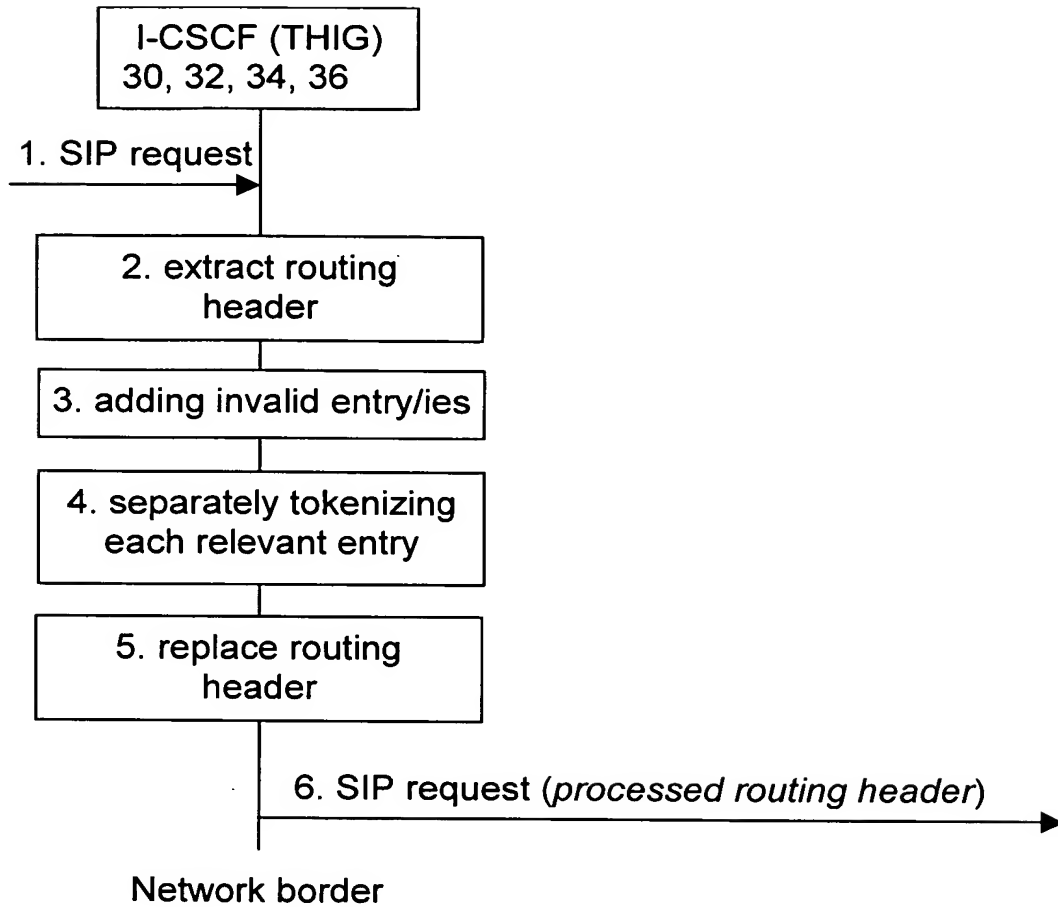 I-CSCF (THIG)
30, 32, 34, 36
1. SIP request
2. extract routing
header
3. adding invalid entry/ies
4. separately tokenizing
each relevant entry
5. replace routing
header
6. SIP request (processed routing header)
Network border